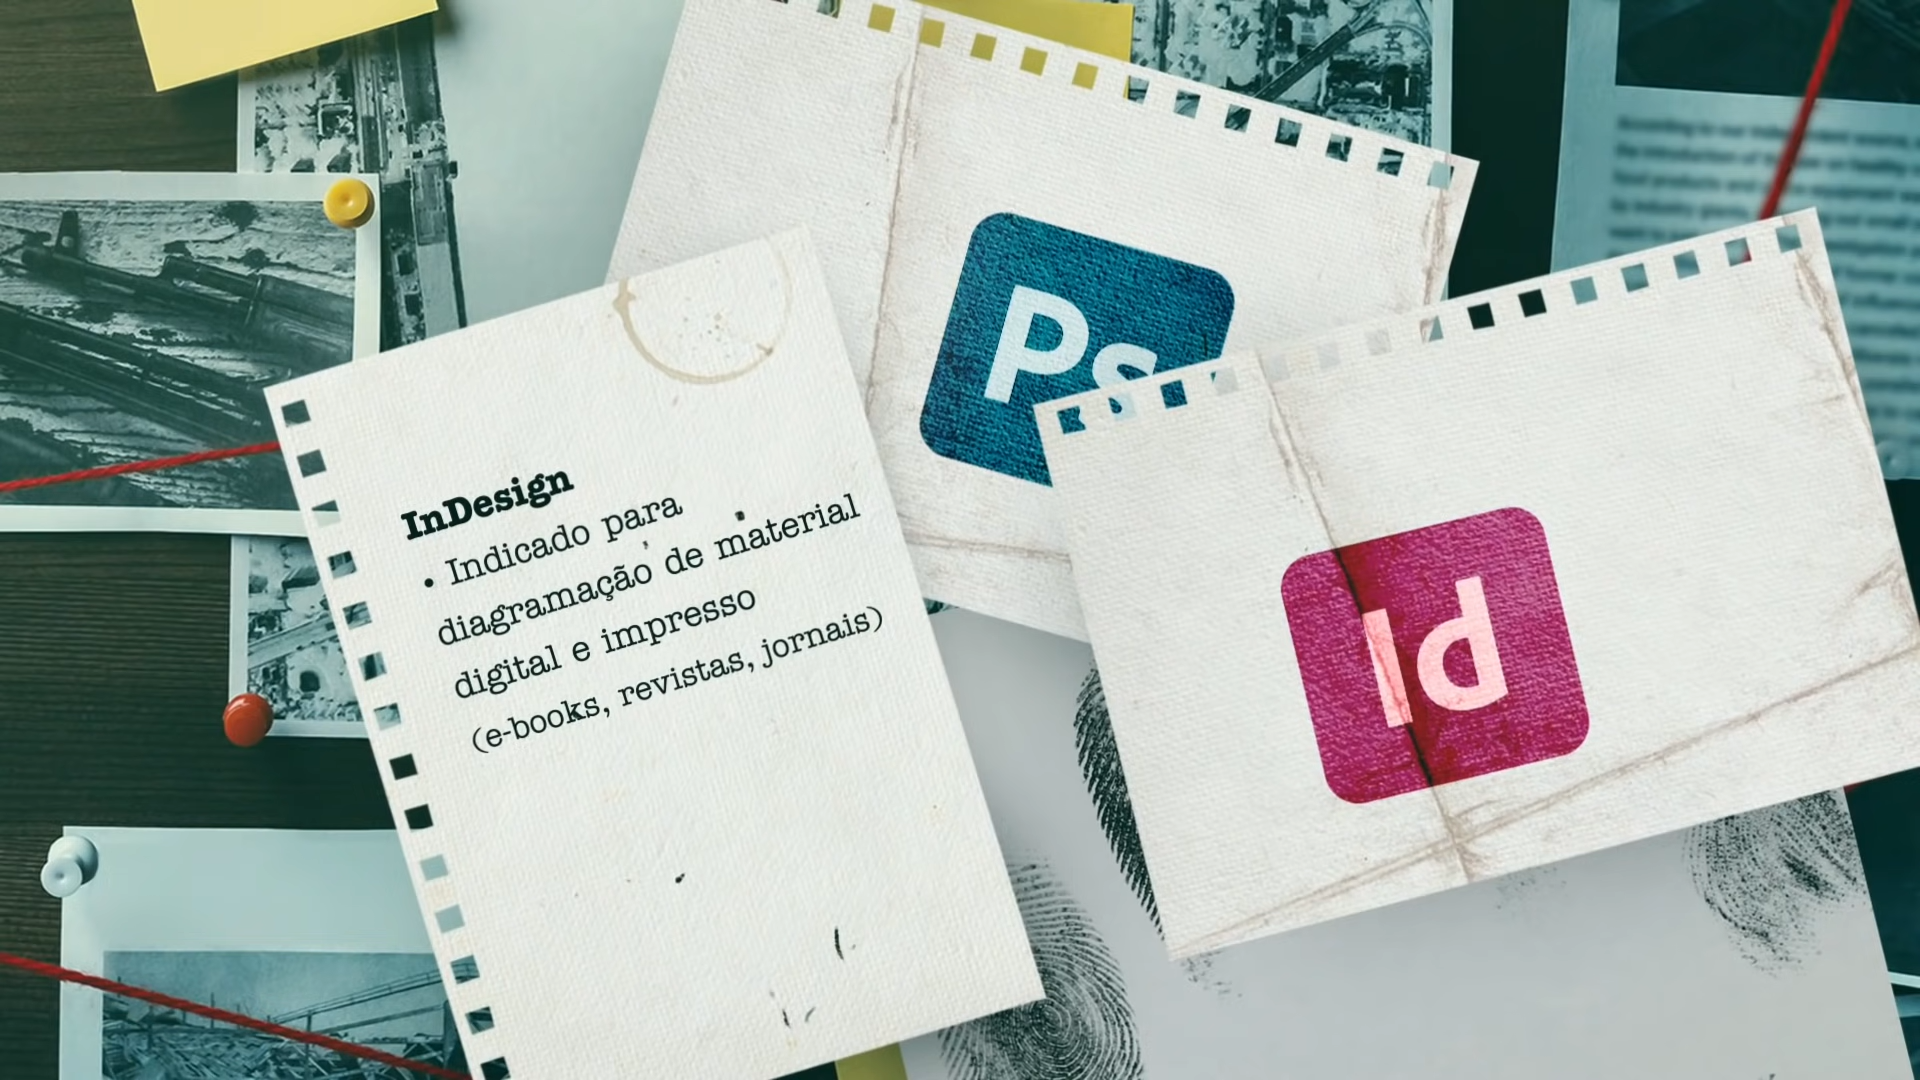 InDesign
• Indicado para
diagramação de material
digital e impresso
(e-books, revistas, jornais)
Ps
Id